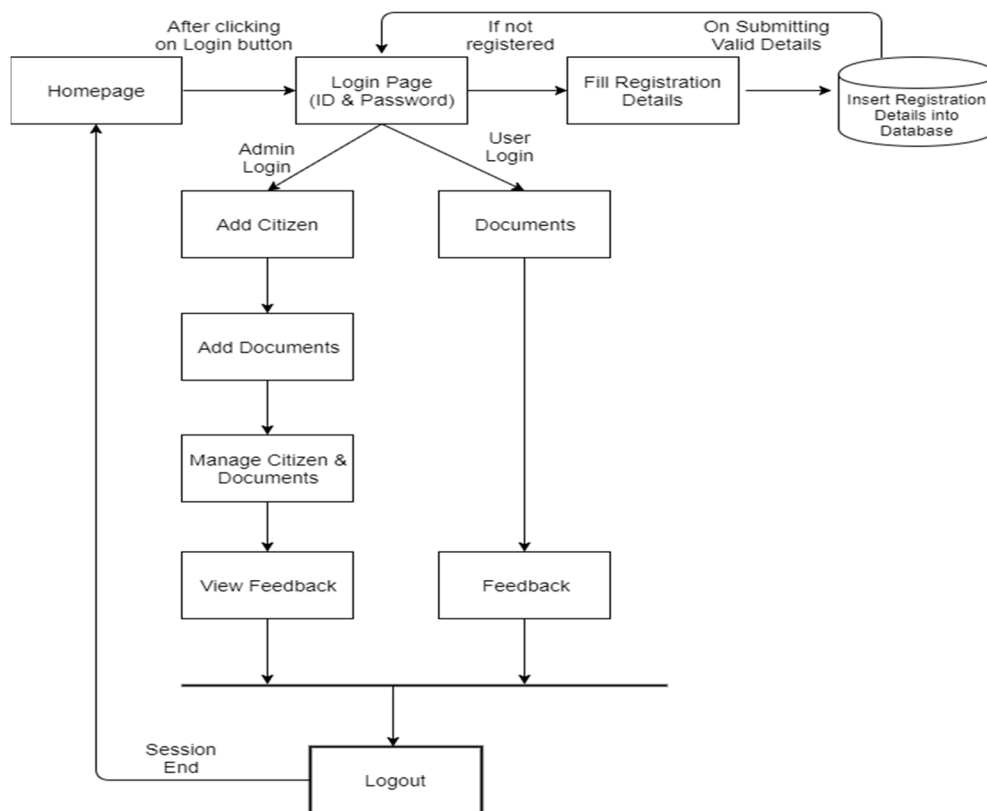 After clicking
on Login button
If not
registered
On Submitting
Valid Details
Homepage
Login Page
(ID & Password)
Fill Registration
Details
Insert Registration
Details into
Database
Admin
Login
User
Login
Add Citizen
Documents
Add Documents
Manage Citizen &
Documents
View Feedback
Feedback
Session
End
Logout